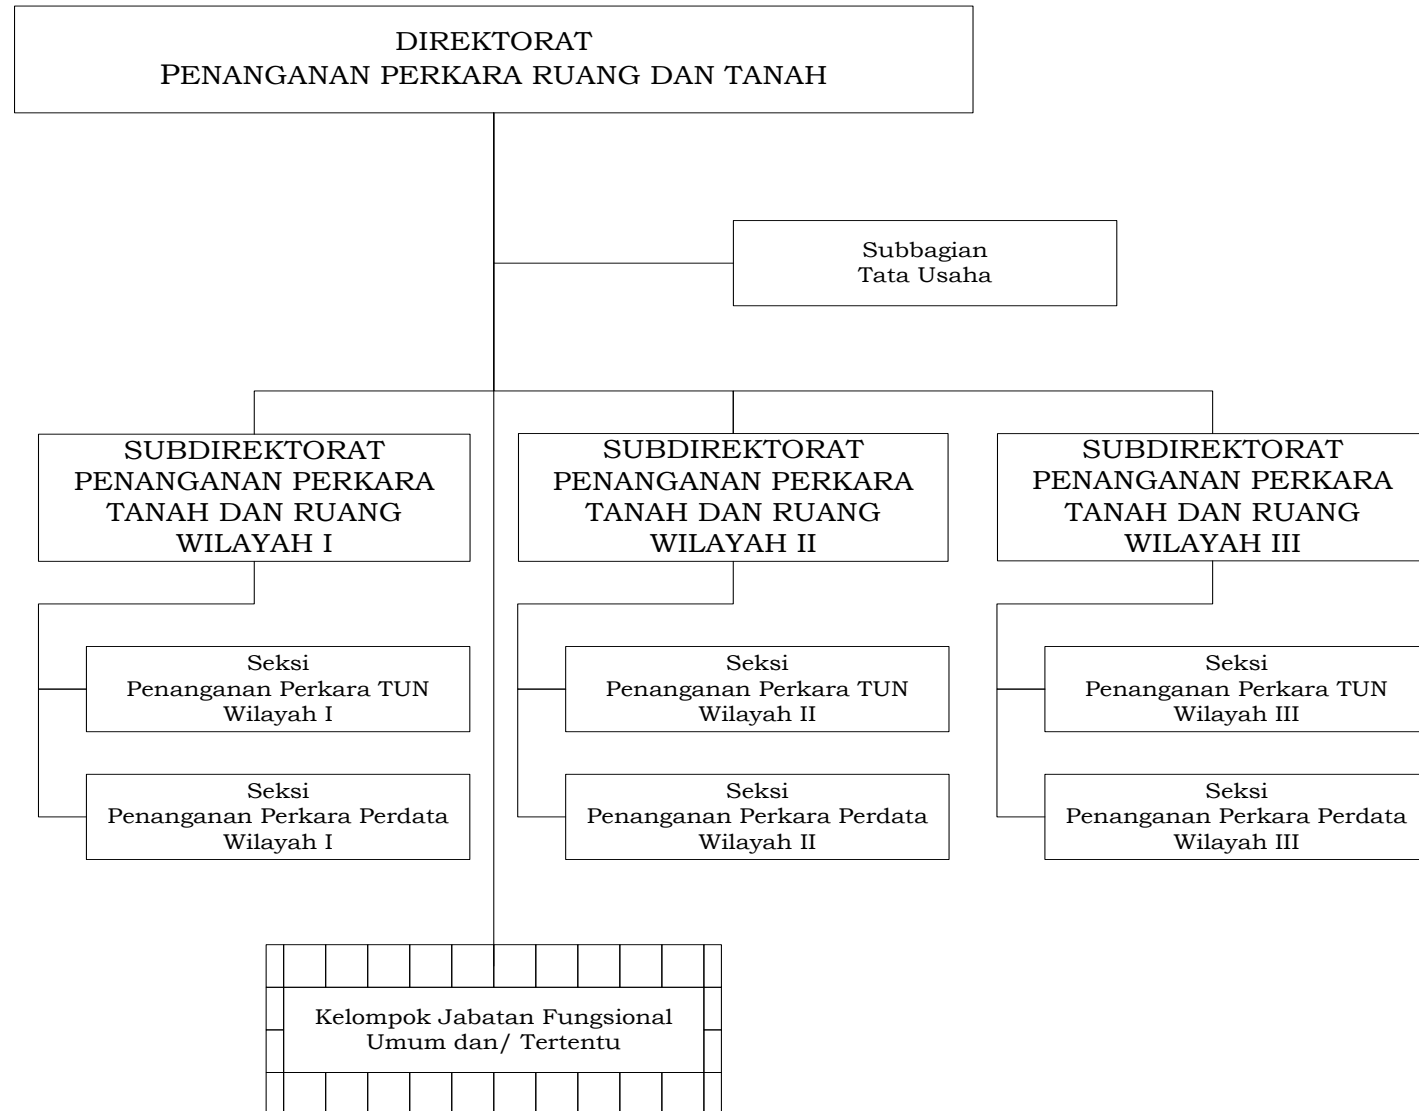 DIREKTORAT
PENANGANAN PERKARA RUANG DAN TANAH
Subbagian
Tata Usaha
SUBDIREKTORAT
PENANGANAN PERKARA
TANAH DAN RUANG
WILAYAH I
SUBDIREKTORAT
PENANGANAN PERKARA
TANAH DAN RUANG
WILAYAH II
SUBDIREKTORAT
PENANGANAN PERKARA
TANAH DAN RUANG
WILAYAH III
Seksi
Penanganan Perkara TUN
Wilayah I
Seksi
Penanganan Perkara TUN
Wilayah II
Seksi
Penanganan Perkara TUN
Wilayah III
Seksi
Penanganan Perkara Perdata
Wilayah I
Seksi
Penanganan Perkara Perdata
Wilayah II
Seksi
Penanganan Perkara Perdata
Wilayah III
Kelompok Jabatan Fungsional
Umum dan/ Tertentu